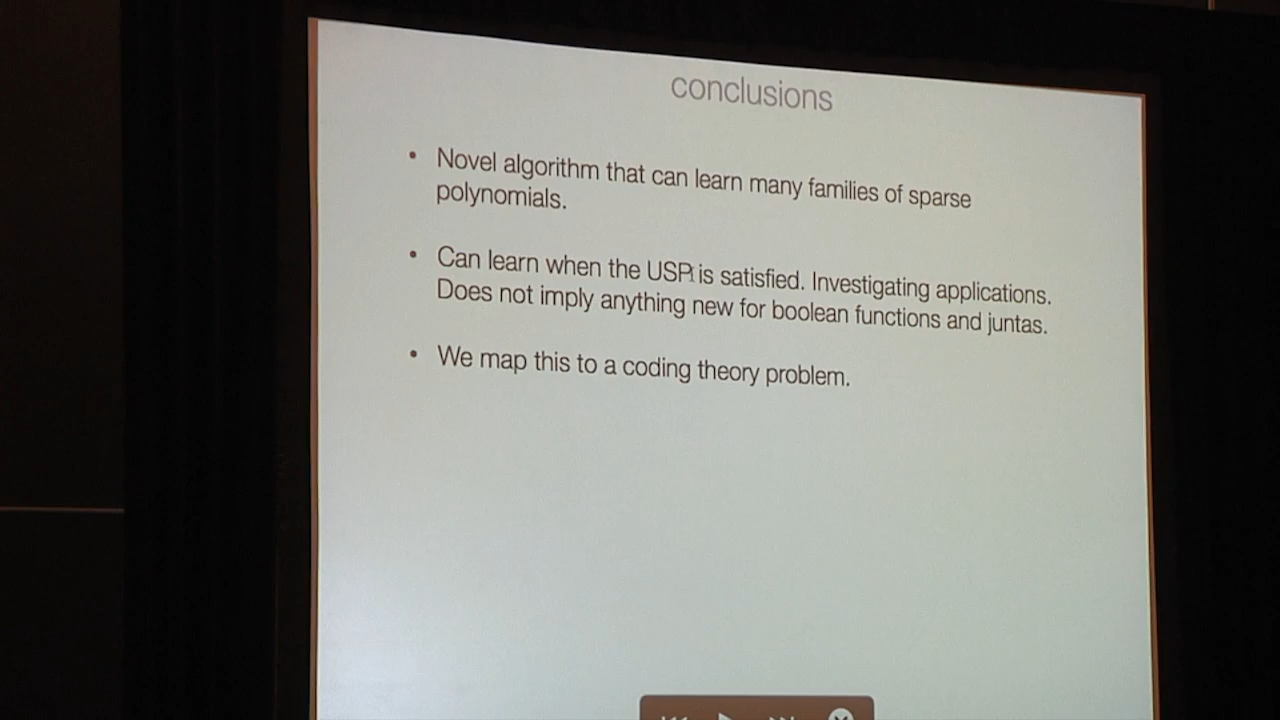 conclusions
• Novel algorithm that can learn many families of sparse
polynomials.
• Can learn when the USP is satisfied. Investigating applications.
Does not imply anything new for boolean functions and juntas.
• We map this to a coding theory problem.